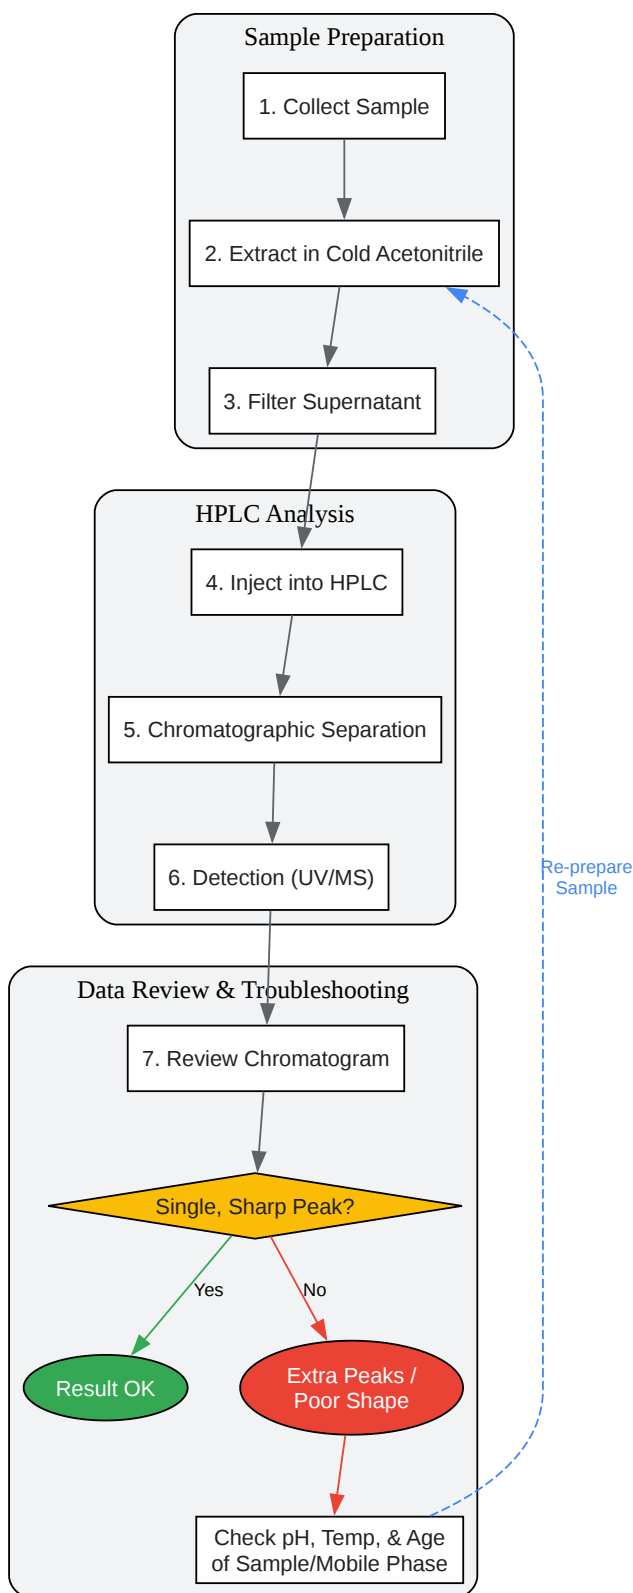 Sample Preparation
1. Collect Sample
2. Extract in Cold Acetonitrile
3. Filter Supernatant
HPLC Analysis
4. Inject into HPLC
5. Chromatographic Separation
6. Detection (UV/MS)
Re-prepare
Sample
Data Review & Troubleshooting
7. Review Chromatogram
Single, Sharp Peak?
Yes
No
Result OK
Extra Peaks /
Poor Shape
Check pH, Temp, & Age
of Sample/Mobile Phase